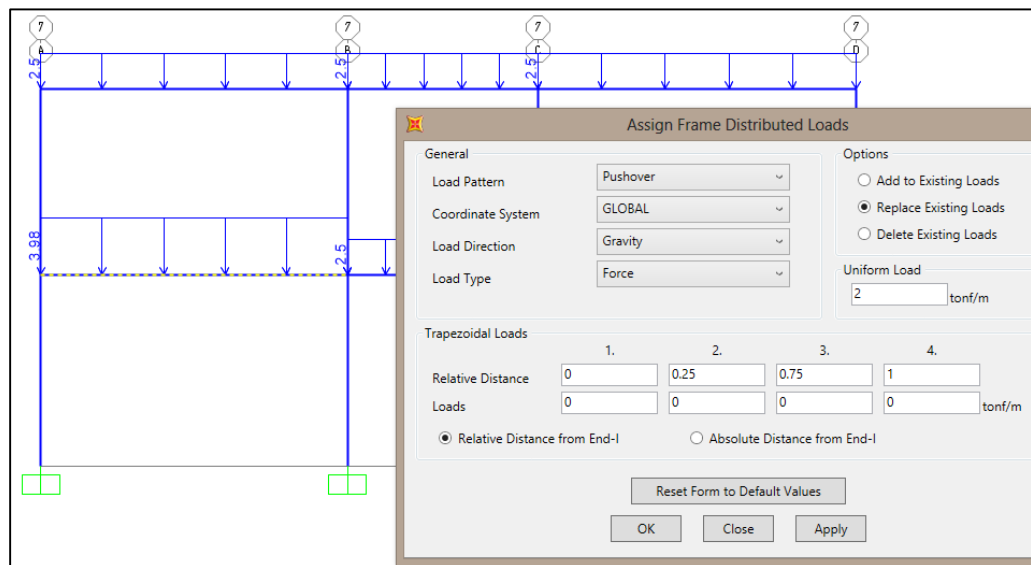 7 7 7 7
A B C D
2.5 2.5 2.5
3.98 2.5
Assign Frame Distributed Loads
General
Load Pattern Pushover
Coordinate System GLOBAL
Load Direction Gravity
Load Type Force
Options
Add to Existing Loads
Replace Existing Loads
Delete Existing Loads
Uniform Load
2 tonf/m
Trapezoidal Loads
1. 2. 3. 4.
Relative Distance 0 0.25 0.75 1
Loads 0 0 0 0 tonf/m
Relative Distance from End-I Absolute Distance from End-I
Reset Form to Default Values
OK Close Apply